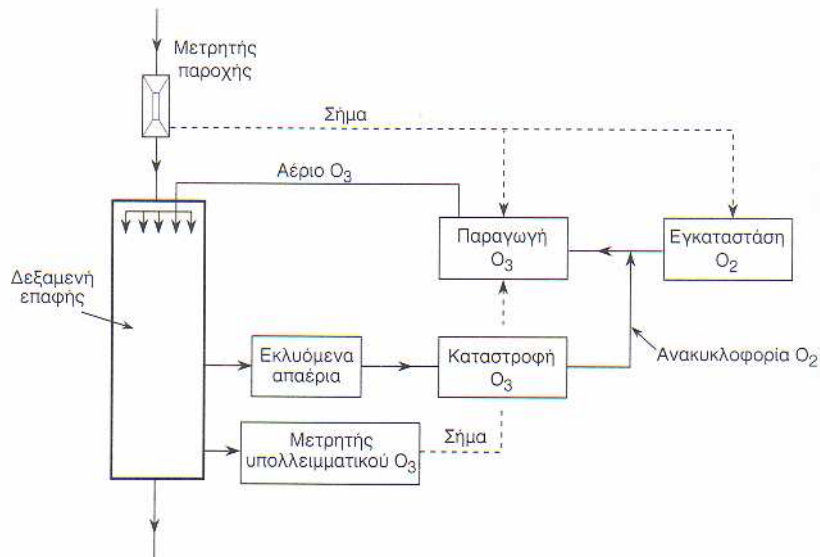 Μετρητής
παροχής
Σήμα
Αέριο O3
Παραγωγή
O3
Εγκαταστάση
O2
Δεξαμενή
επαφής
Εκλυόμενα
απαέρια
Καταστροφή
O3
Ανακυκλοφορία O2
Μετρητής
υπολλειμματικού O3
Σήμα